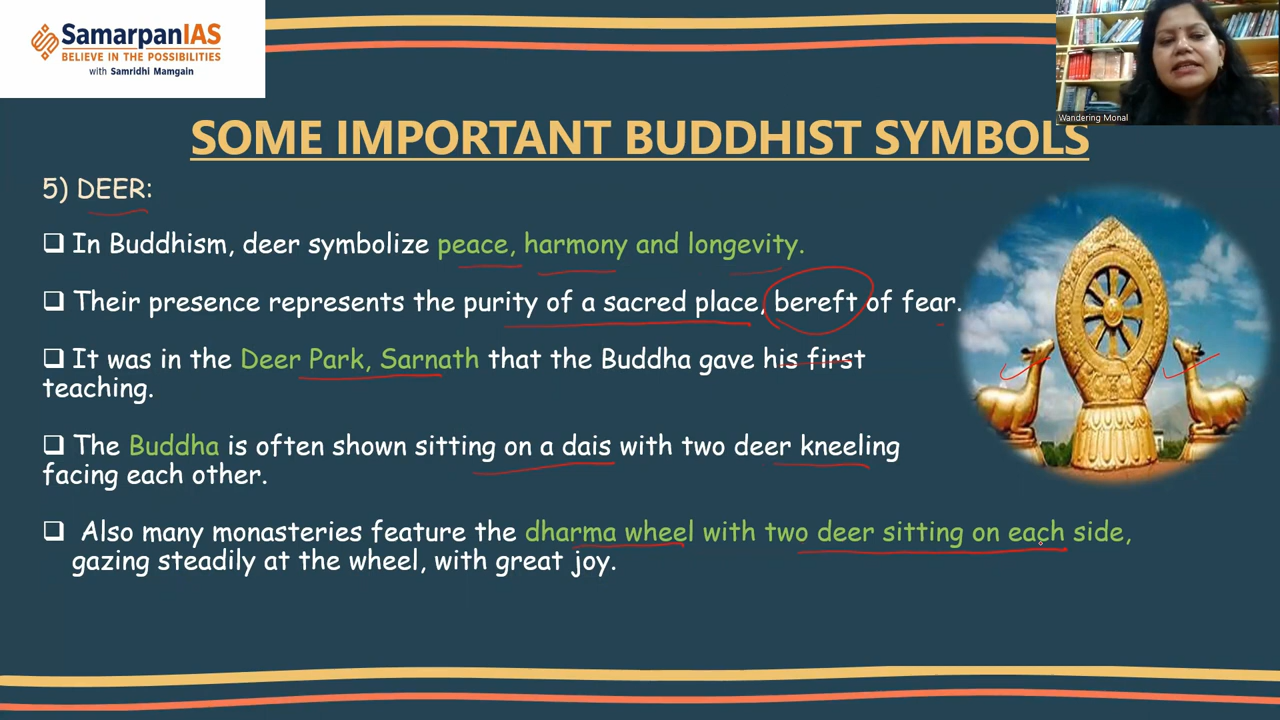 SamarpanIAS
BELIEVE IN THE POSSIBILITIES
with Samridhi Mamgain
Wandering Monal
SOME IMPORTANT BUDDHIST SYMBOLS
5) DEER:
In Buddhism, deer symbolize peace, harmony and longevity.
Their presence represents the purity of a sacred place, bereft of fear.
It was in the Deer Park, Sarnath that the Buddha gave his first
teaching.
The Buddha is often shown sitting on a dais with two deer kneeling
facing each other.
Also many monasteries feature the dharma wheel with two deer sitting on each side,
gazing steadily at the wheel, with great joy.